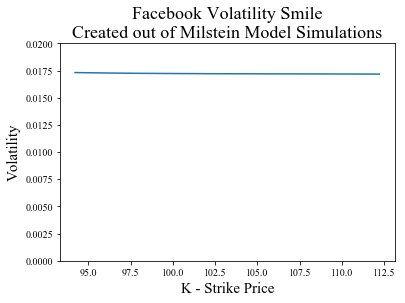 Facebook Volatility Smile
Created out of Milstein Model Simulations
0.0200
0.0175
0.0150
0.0125
0.0100
0.0075
0.0050
0.0025
0.0000
Volatility
95.0 97.5 100.0 102.5 105.0 107.5 110.0 112.5
K - Strike Price